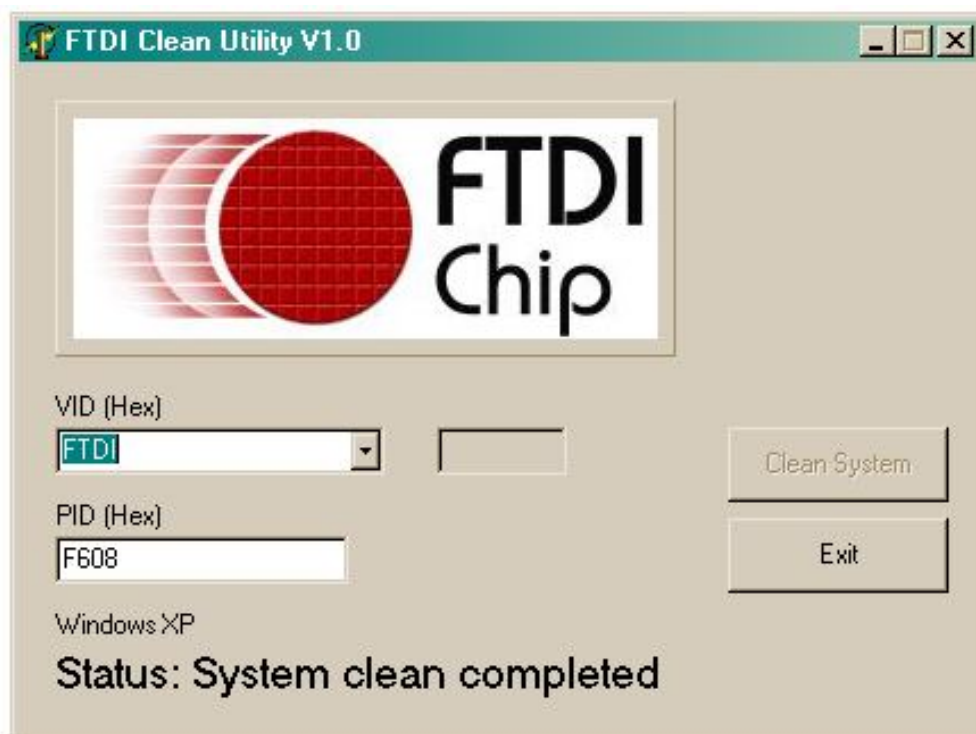 FTDI Clean Utility V1.0
FTDI
Chip
VID (Hex)
FTDI
Clean System
PID (Hex)
F608
Exit
Windows XP
Status: System clean completed